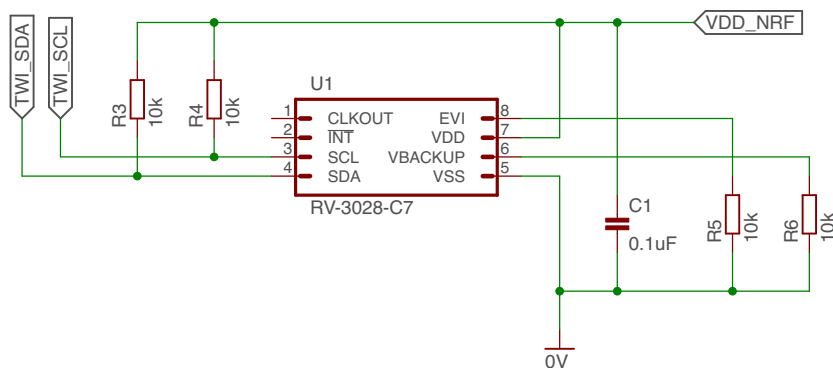 TWI_SDA
TWI_SCL
VDD_NRF
R3
10k
R4
10k
U1
1 CLKOUT EVI 8
2 INT VDD 7
3 SCL VBACKUP 6
4 SDA VSS 5
RV-3028-C7
C1
0.1uF
R5
10k
R6
10k
0V